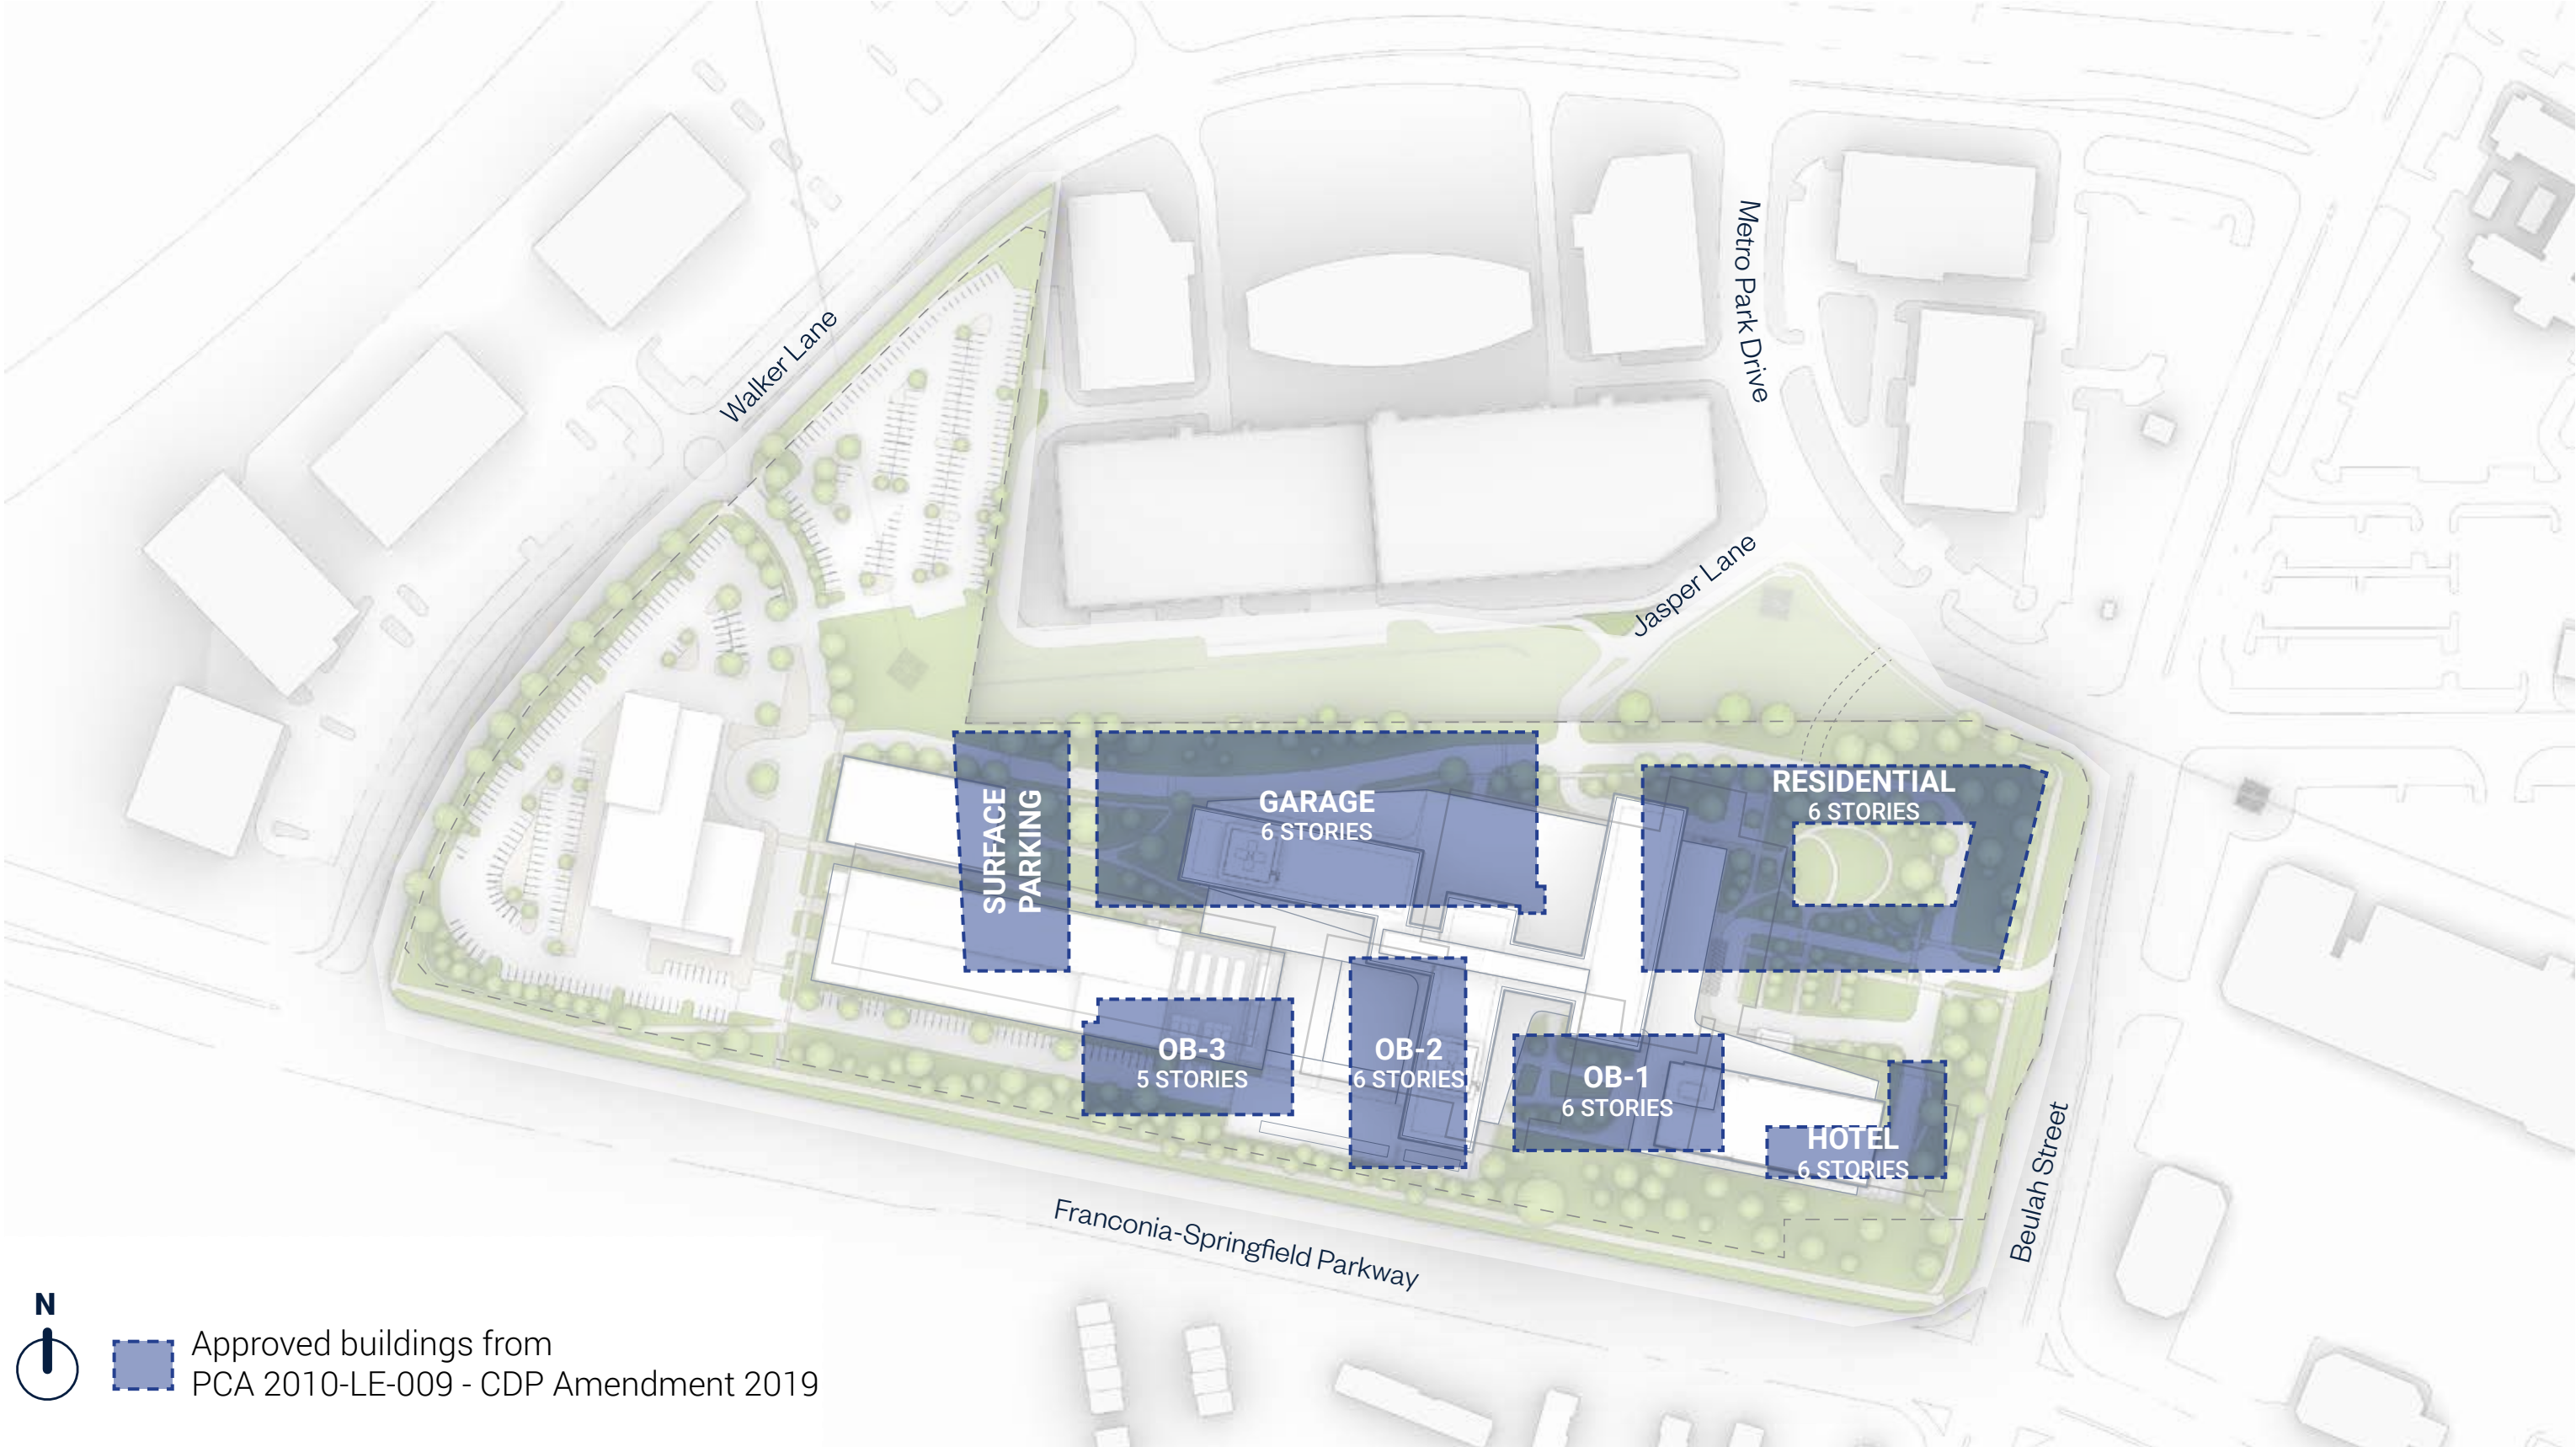 Metro Park Drive
Walker Lane
Jasper Lane
SURFACE
PARKING
GARAGE
6 STORIES
RESIDENTIAL
6 STORIES
OB-3
5 STORIES
OB-2
6 STORIES
OB-1
6 STORIES
HOTEL
6 STORIES
Beulah Street
Franconia-Springfield Parkway
N
Approved buildings from
PCA 2010-LE-009 - CDP Amendment 2019